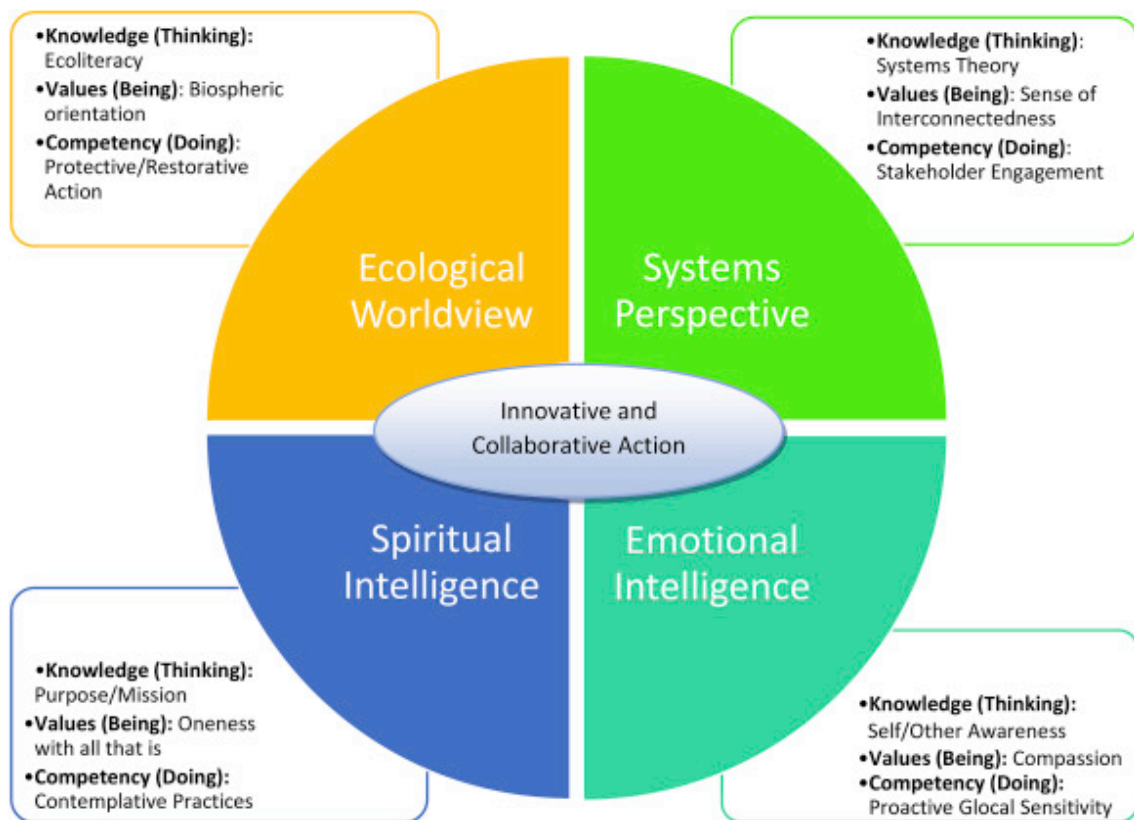 •Knowledge (Thinking):
Ecoliteracy
•Values (Being): Biospheric
orientation
•Competency (Doing):
Protective/Restorative
Action
•Knowledge (Thinking):
Systems Theory
•Values (Being): Sense of
Interconnectedness
•Competency (Doing):
Stakeholder Engagement
Ecological
Worldview
Systems
Perspective
Innovative and
Collaborative Action
Spiritual
Intelligence
Emotional
Intelligence
•Knowledge (Thinking):
Purpose/Mission
•Values (Being): Oneness
with all that is
•Competency (Doing):
Contemplative Practices
•Knowledge (Thinking):
Self/Other Awareness
•Values (Being): Compassion
•Competency (Doing):
Proactive Glocal Sensitivity